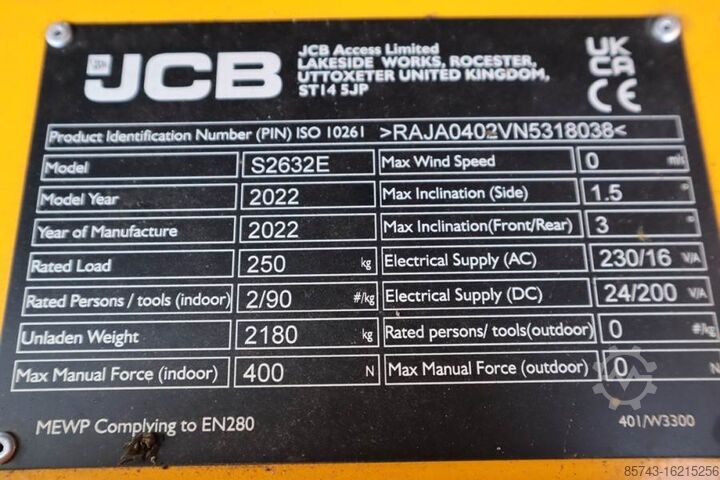 JCB
JCB Access Limited
LAKESIDE WORKS, ROCESTER,
UTTOXETER UNITED KINGDOM,
ST14 5JP
UK
CA
CE
Product Identification Number (PIN) ISO 10261 >RAJA0402VN5318038<
Model S2632E Max Wind Speed 0 m/s
Model Year 2022 Max Inclination (Side) 1.5 °
Year of Manufacture 2022 Max Inclination(Front/Rear) 3 °
Rated Load 250 kg Electrical Supply (AC) 230/16 V/A
Rated Persons / tools (indoor) 2/90 #/kg Electrical Supply (DC) 24/200 V/A
Unladen Weight 2180 kg Rated persons/ tools(outdoor) 0 #/kg
Max Manual Force (indoor) 400 N Max Manual Force (outdoor) 0 N
MEWP Complying to EN280 401/W3300
85743-16215256